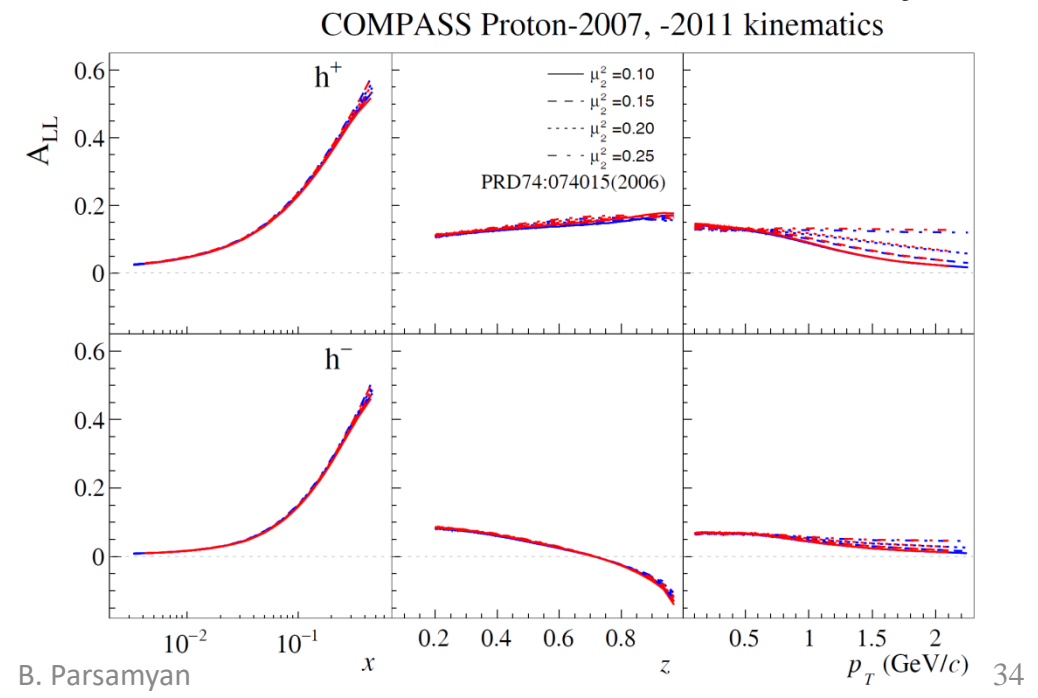 COMPASS Proton-2007, -2011 kinematics
A_LL
0.6
0.4
0.2
0
h⁺
μ₂² =0.10
μ₂² =0.15
μ₂² =0.20
μ₂² =0.25
PRD74:074015(2006)
0.6
0.4
0.2
0
h⁻
10⁻² 10⁻¹ 0.2 0.4 0.6 0.8 0.5 1 1.5 2
x z p_T (GeV/c)
B. Parsamyan 34